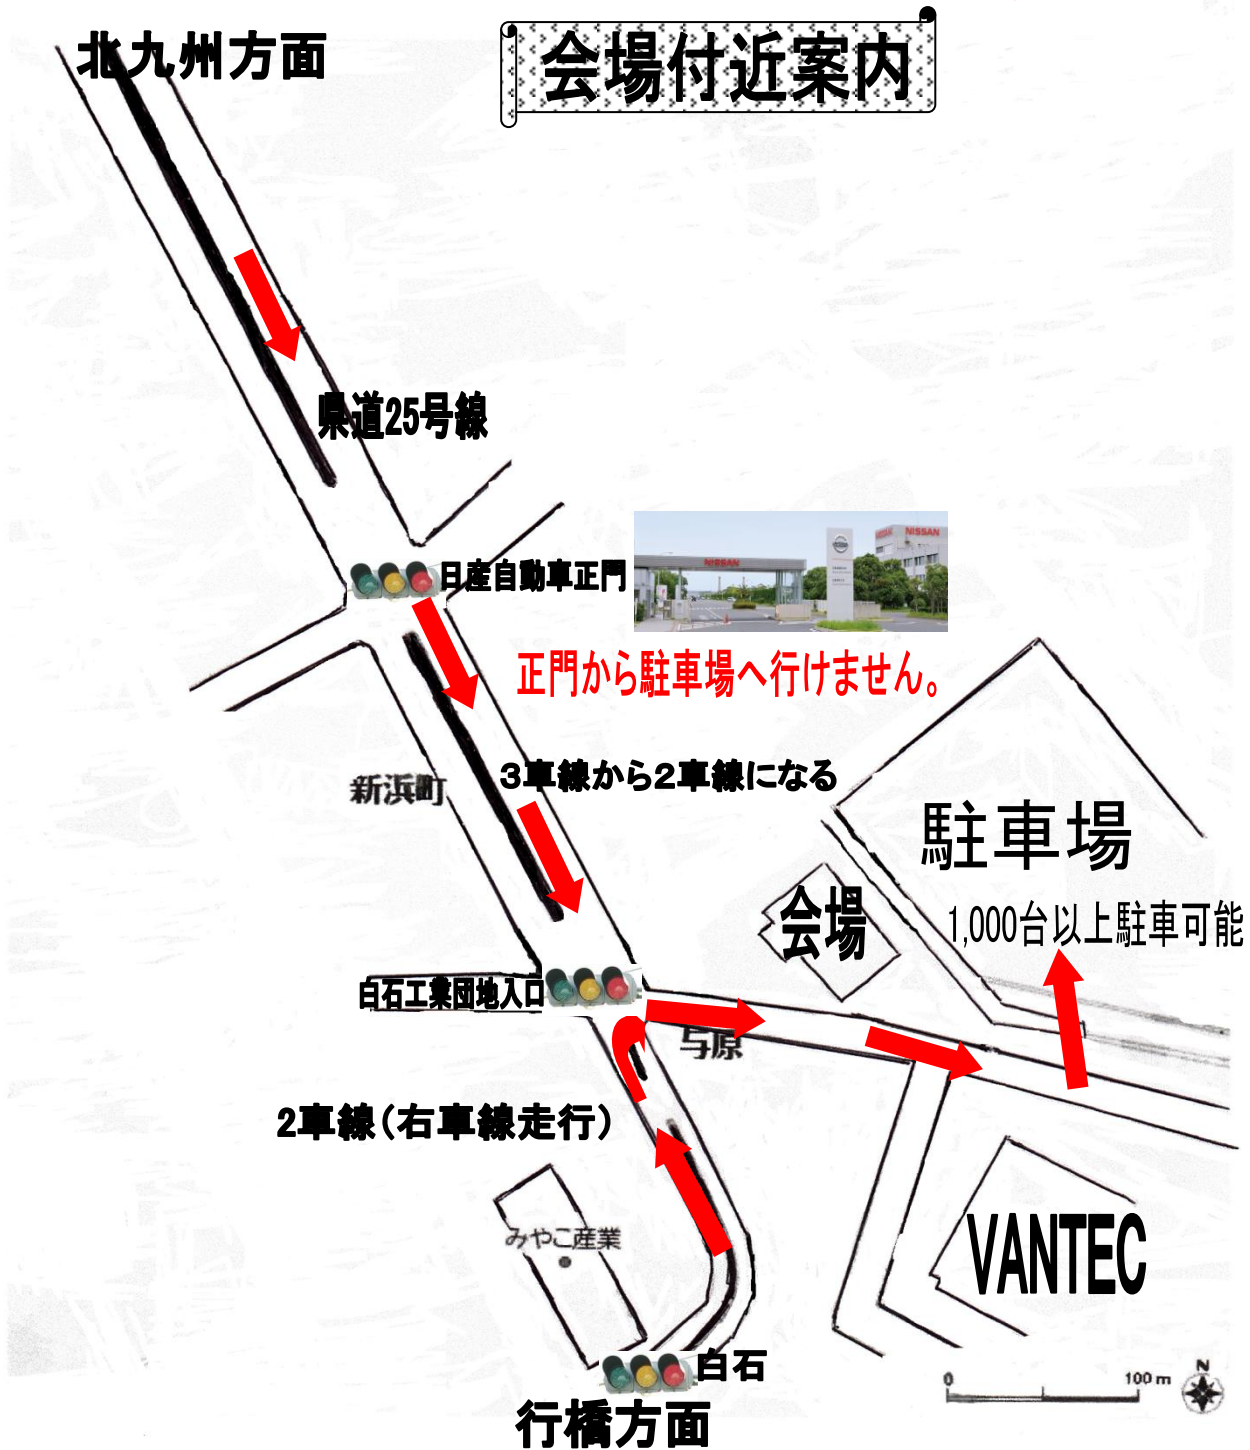 会場付近案内
北九州方面
県道25号線
日産自動車正門
NISSAN
NISSAN
NISSAN
正門から駐車場へ行けません。
3車線から2車線になる
新浜町
駐車場
1,000台以上駐車可能
会場
白石工業団地入口
与原
2車線(右車線走行)
みやこ産業
VANTEC
白石
行橋方面
0
100 m
N